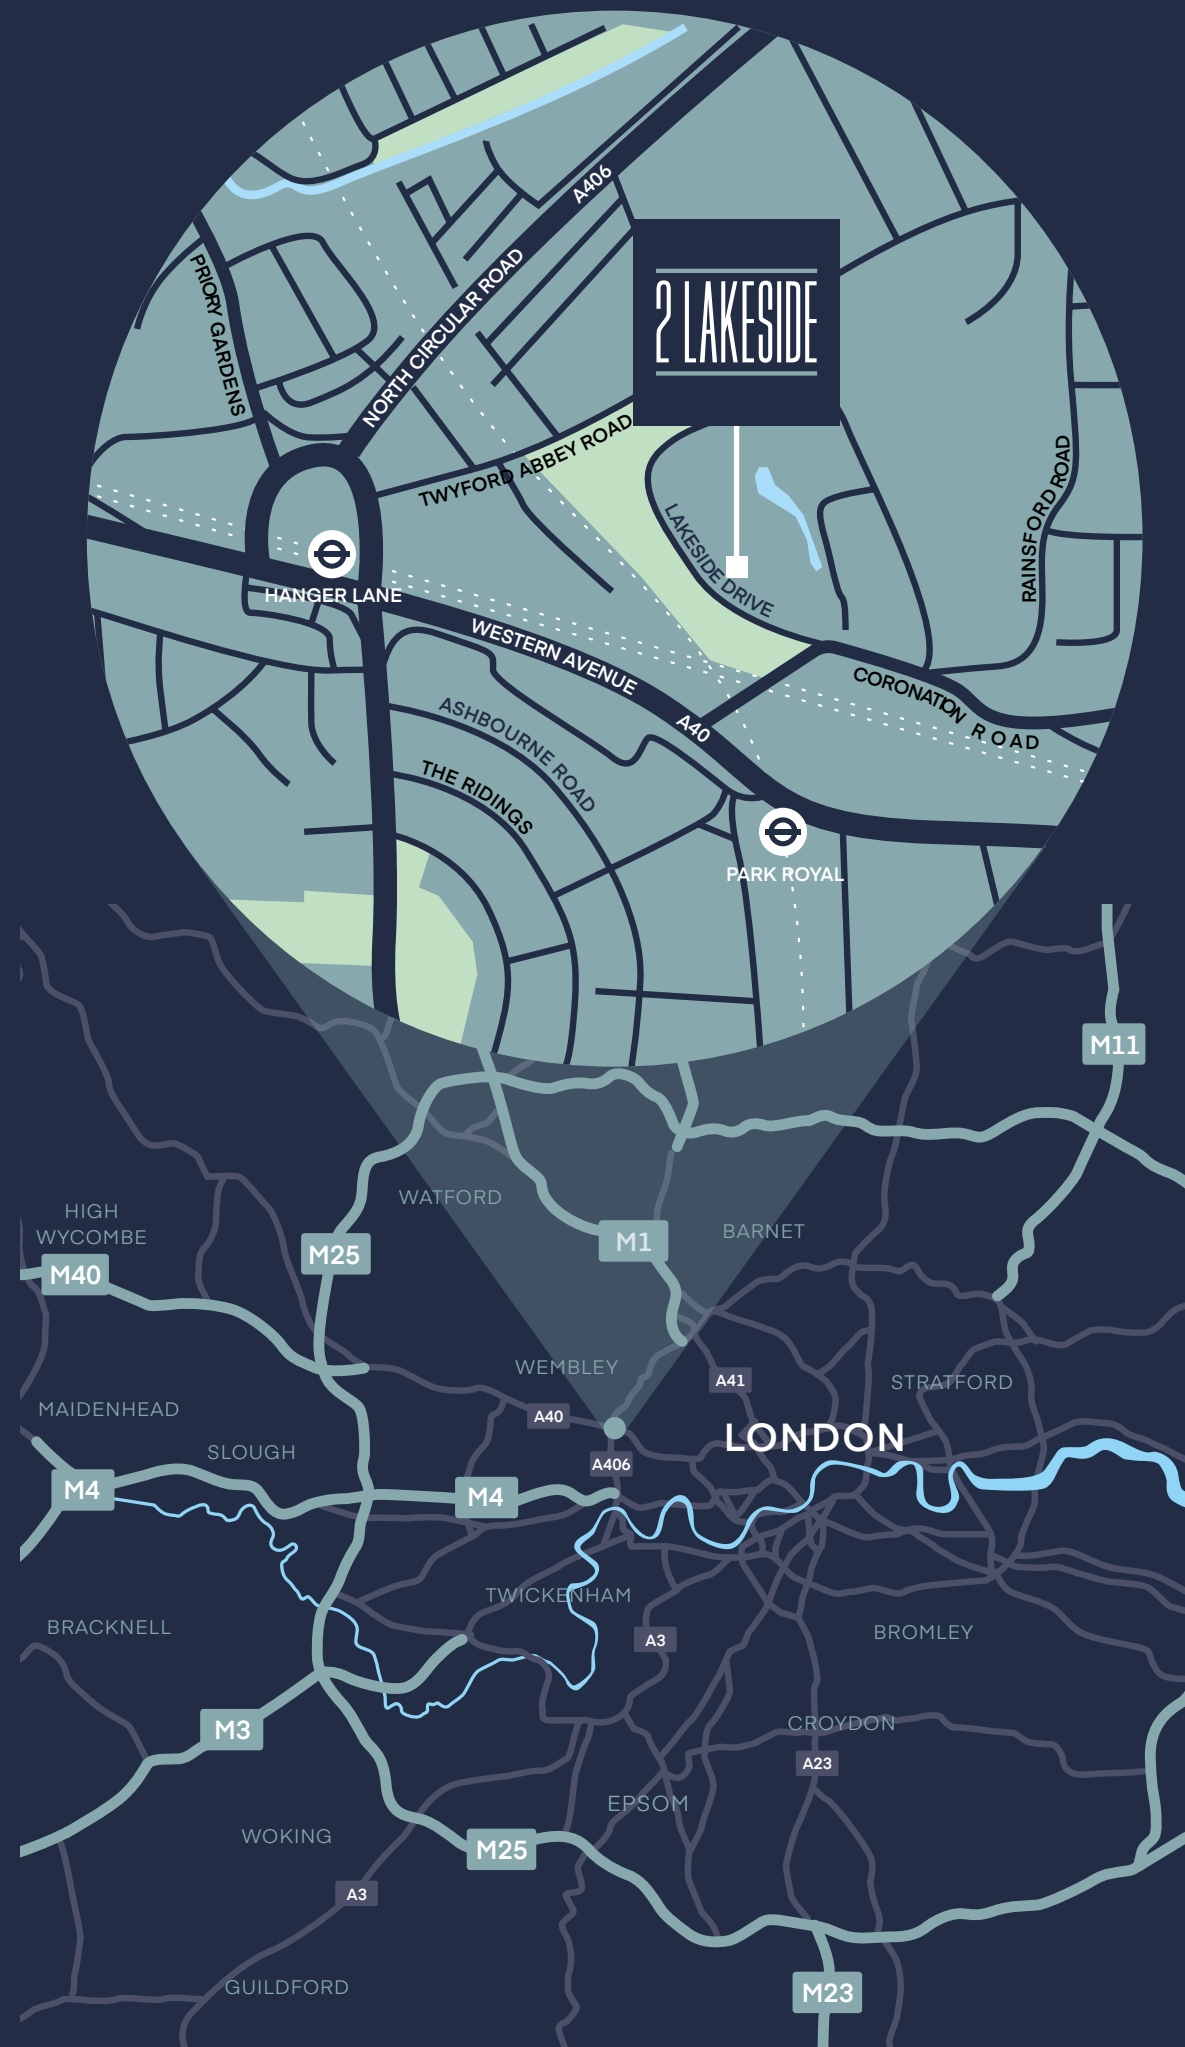 A406
PRIORY GARDENS
NORTH CIRCULAR ROAD
2 LAKESIDE
TWYFORD ABBEY ROAD
RAINSFORD ROAD
LAKESIDE DRIVE
HANGER LANE
WESTERN AVENUE
A40
CORONATION ROAD
ASHBOURNE ROAD
THE RIDINGS
PARK ROYAL
M11
WATFORD
HIGH
WYCOMBE
BARNET
M1
M25
M40
WEMBLEY
A41
STRATFORD
MAIDENHEAD
A40
LONDON
SLOUGH
A406
M4
M4
TWICKENHAM
BRACKNELL
A3
BROMLEY
M3
CROYDON
A23
EPSOM
WOKING
M25
A3
GUILDFORD
M23